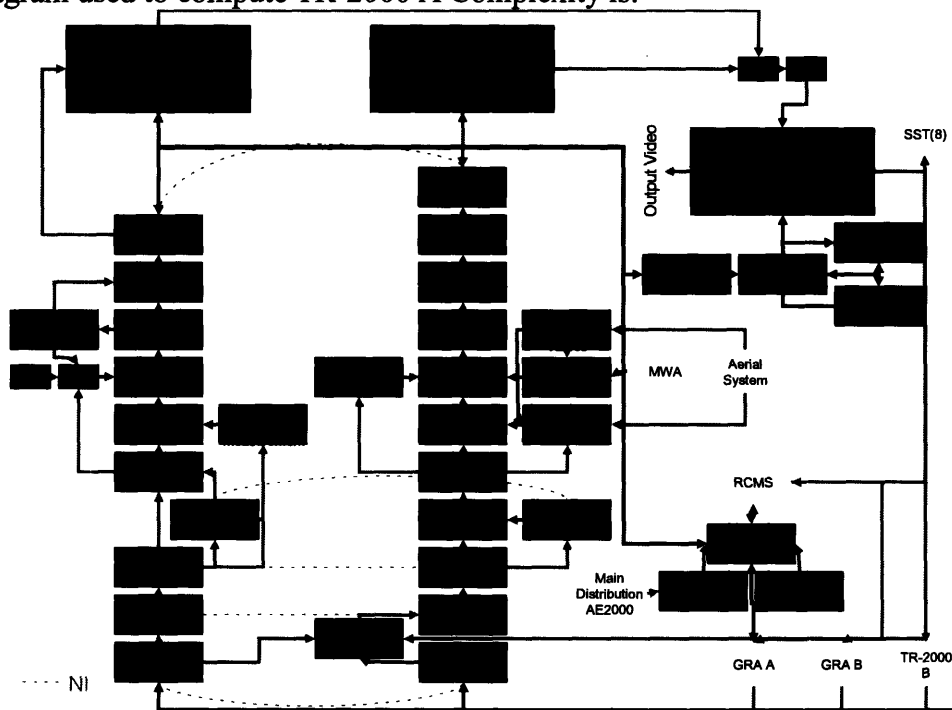 gram used to compute TR-2000 A Complexity is:
SST(8)
Output Video
MWA
Aerial
System
RCMS
Main
Distribution
AE2000
GRA A
GRA B
TR-2000
B
NI